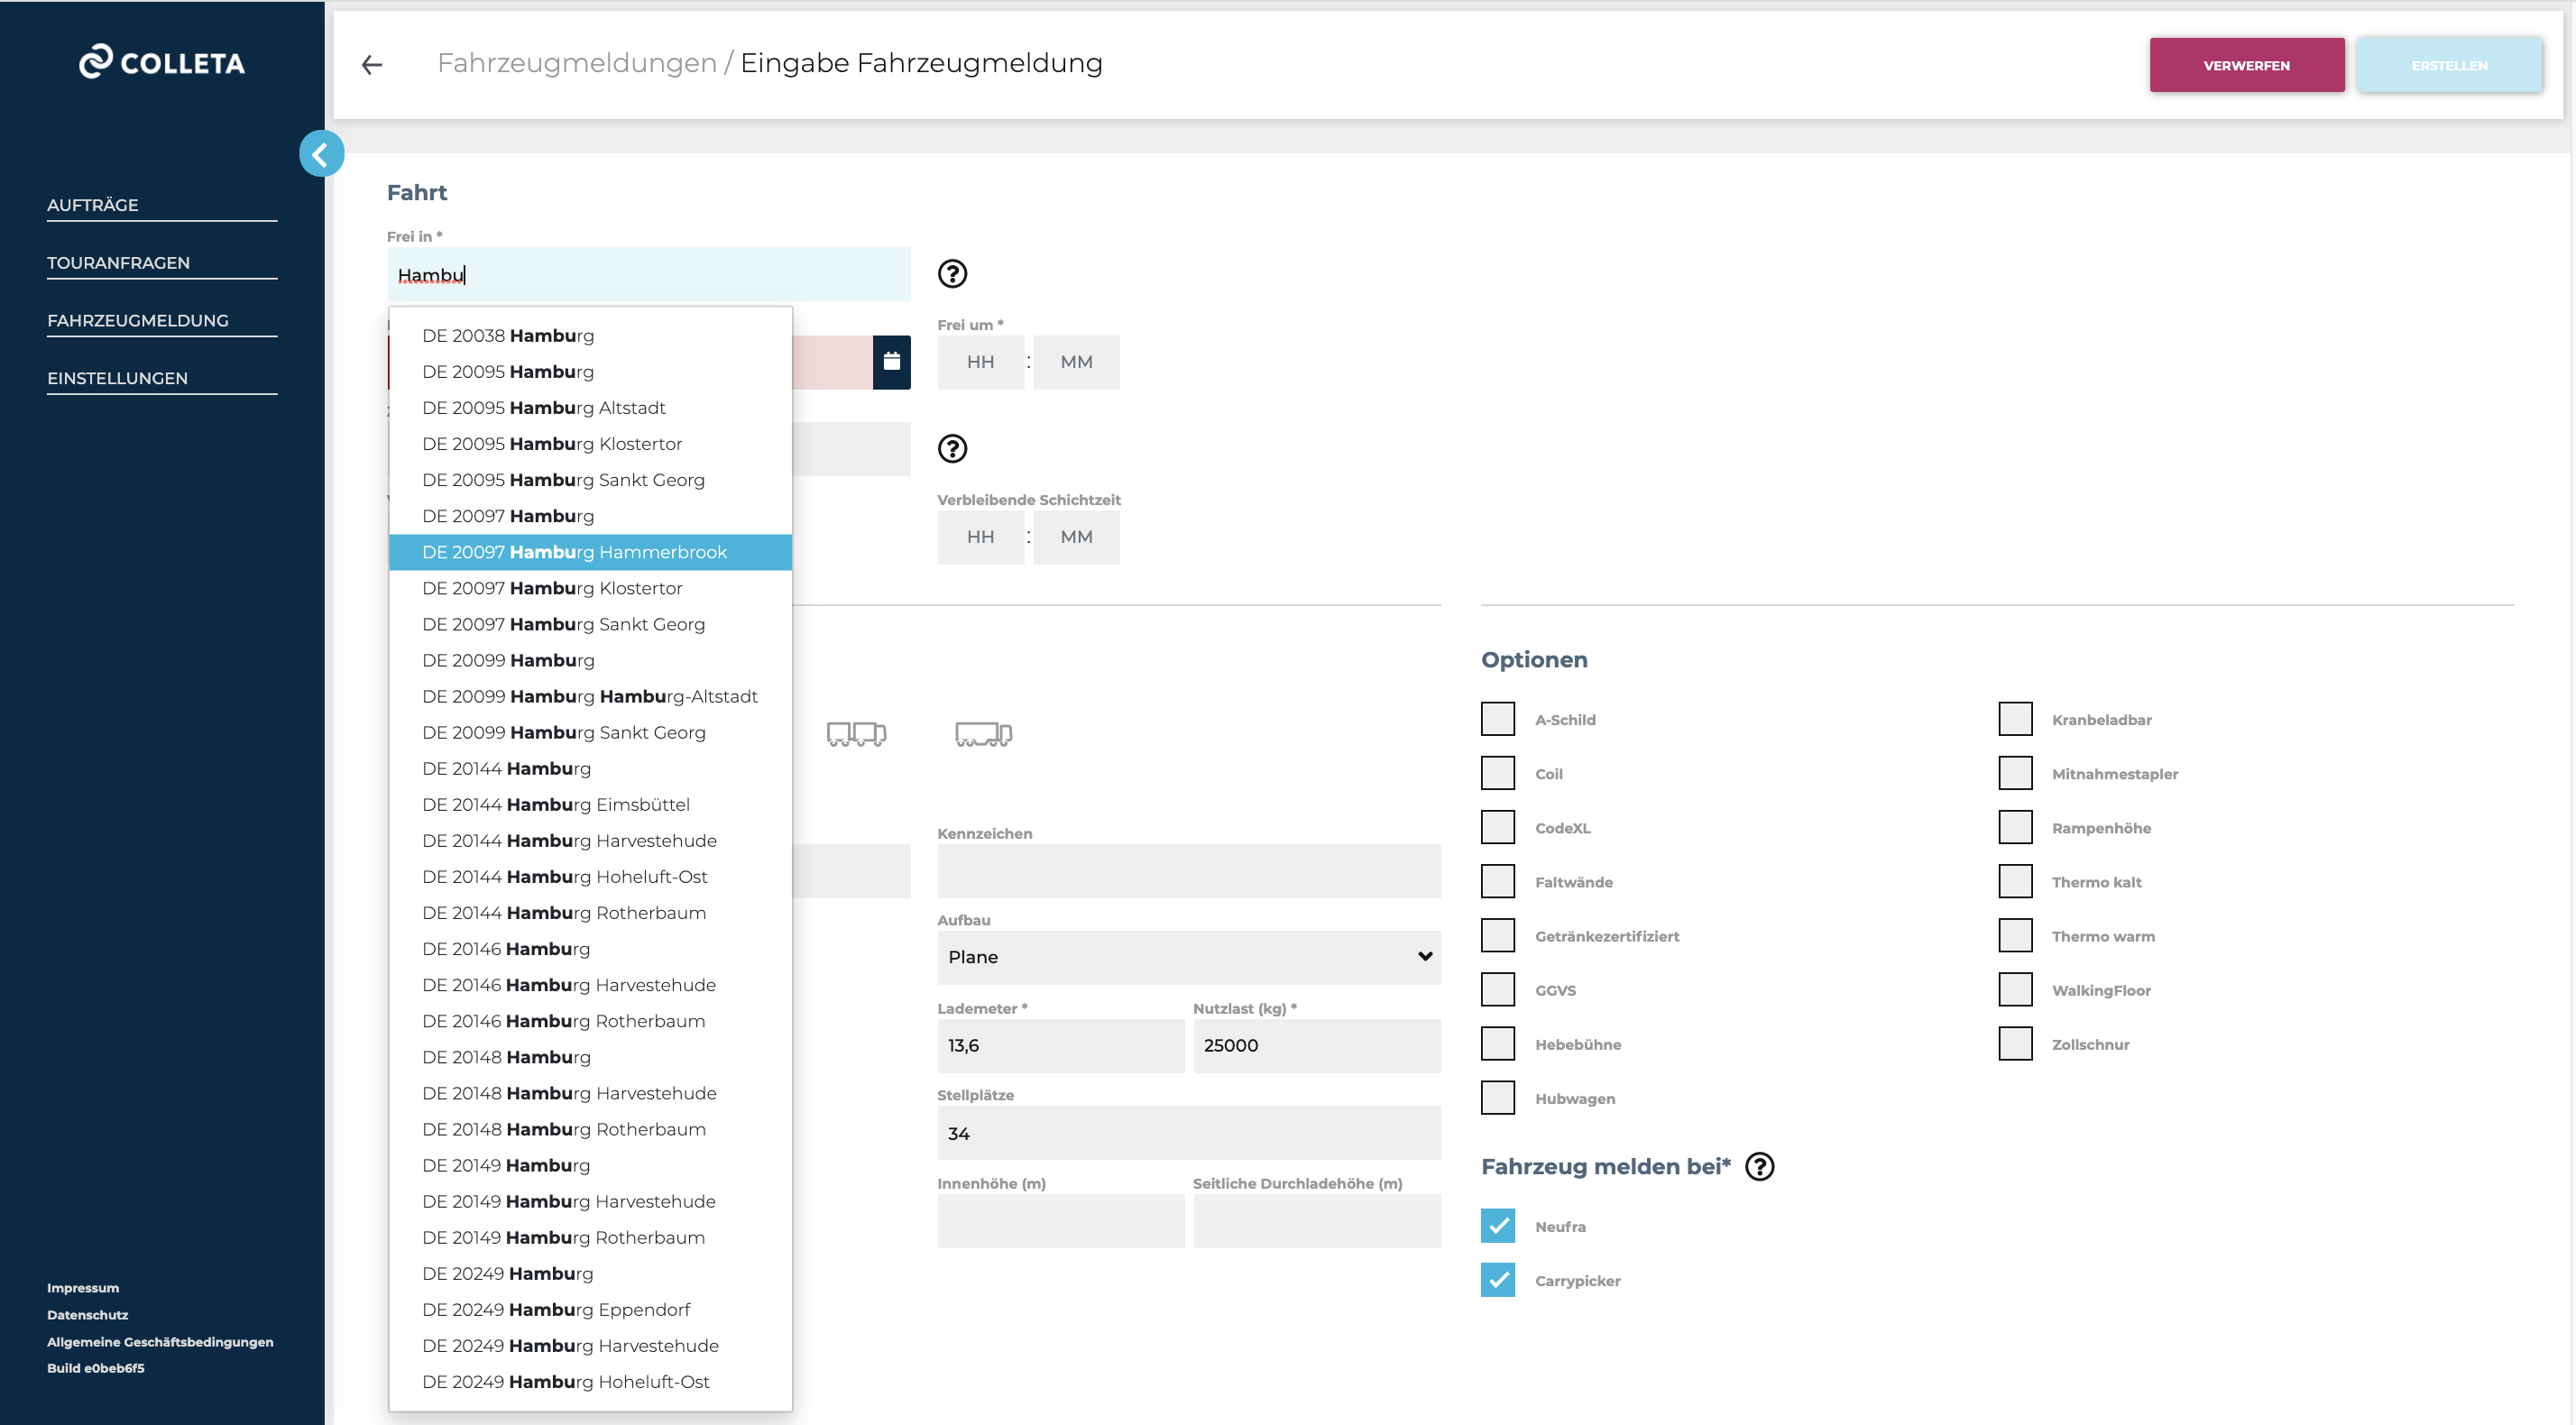 COLLETA
AUFTRÄGE
TOURANFRAGEN
FAHRZEUGMELDUNG
EINSTELLUNGEN
Impressum
Datenschutz
Allgemeine Geschäftsbedingungen
Build e0beb6f5
Fahrzeugmeldungen / Eingabe Fahrzeugmeldung
VERWERFEN
ERSTELLEN
Fahrt
Frei in *
Hambu
DE 20038 Hamburg
DE 20095 Hamburg
DE 20095 Hamburg Altstadt
DE 20095 Hamburg Klostertor
DE 20095 Hamburg Sankt Georg
DE 20097 Hamburg
DE 20097 Hamburg Hammerbrook
DE 20097 Hamburg Klostertor
DE 20097 Hamburg Sankt Georg
DE 20099 Hamburg
DE 20099 Hamburg Hamburg-Altstadt
DE 20099 Hamburg Sankt Georg
DE 20144 Hamburg
DE 20144 Hamburg Eimsbüttel
DE 20144 Hamburg Harvestehude
DE 20144 Hamburg Hoheluft-Ost
DE 20144 Hamburg Rotherbaum
DE 20146 Hamburg
DE 20146 Hamburg Harvestehude
DE 20146 Hamburg Rotherbaum
DE 20148 Hamburg
DE 20148 Hamburg Harvestehude
DE 20148 Hamburg Rotherbaum
DE 20149 Hamburg
DE 20149 Hamburg Harvestehude
DE 20149 Hamburg Rotherbaum
DE 20249 Hamburg
DE 20249 Hamburg Eppendorf
DE 20249 Hamburg Harvestehude
DE 20249 Hamburg Hoheluft-Ost
Frei um *
HH : MM
Verbleibende Schichtzeit
HH : MM
Kennzeichen
Aufbau
Plane
Lademeter * Nutzlast (kg) *
13,6 25000
Stellplätze
34
Innenhöhe (m) Seitliche Durchladehöhe (m)
Optionen
A-Schild
Coil
CodeXL
Faltwände
Getränkezertifiziert
GGVS
Hebebühne
Hubwagen
Kranbeladbar
Mitnahmestapler
Rampenhöhe
Thermo kalt
Thermo warm
WalkingFloor
Zollschnur
Fahrzeug melden bei* ?
Neufra
Carrypicker